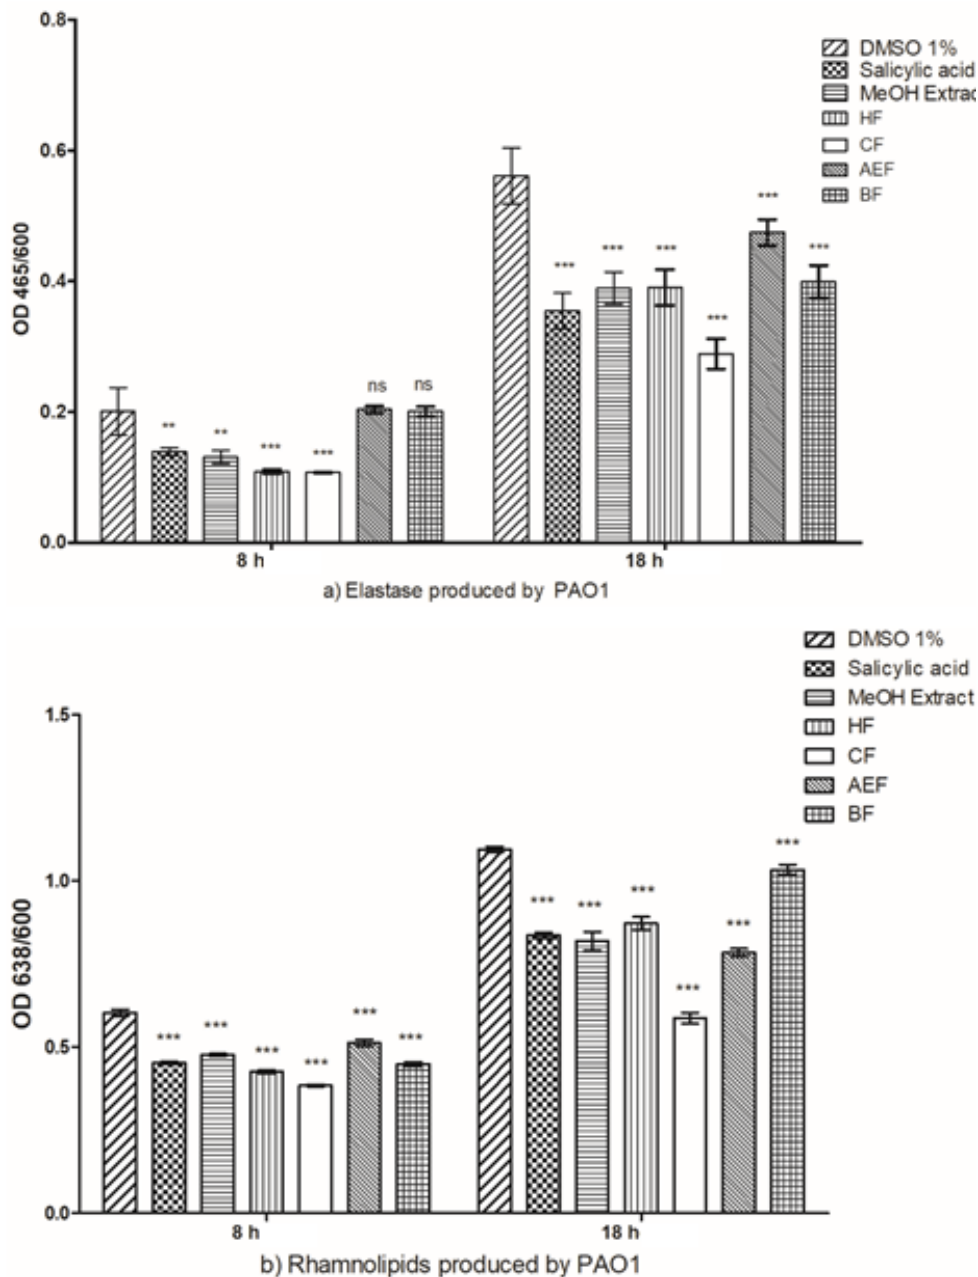 0.8
0.6
0.4
0.2
0.0
OD 465/600
DMSO 1%
Salicylic acid
MeOH Extrac
HF
CF
AEF
BF
** ** *** *** ns ns
*** *** *** *** *** ***
8 h 18 h
a) Elastase produced by PAO1
DMSO 1%
Salicylic acid
MeOH Extract
HF
CF
AEF
BF
1.5
1.0
0.5
0.0
OD 638/600
*** *** *** *** *** ***
*** *** *** *** *** ***
8 h 18 h
b) Rhamnolipids produced by PAO1